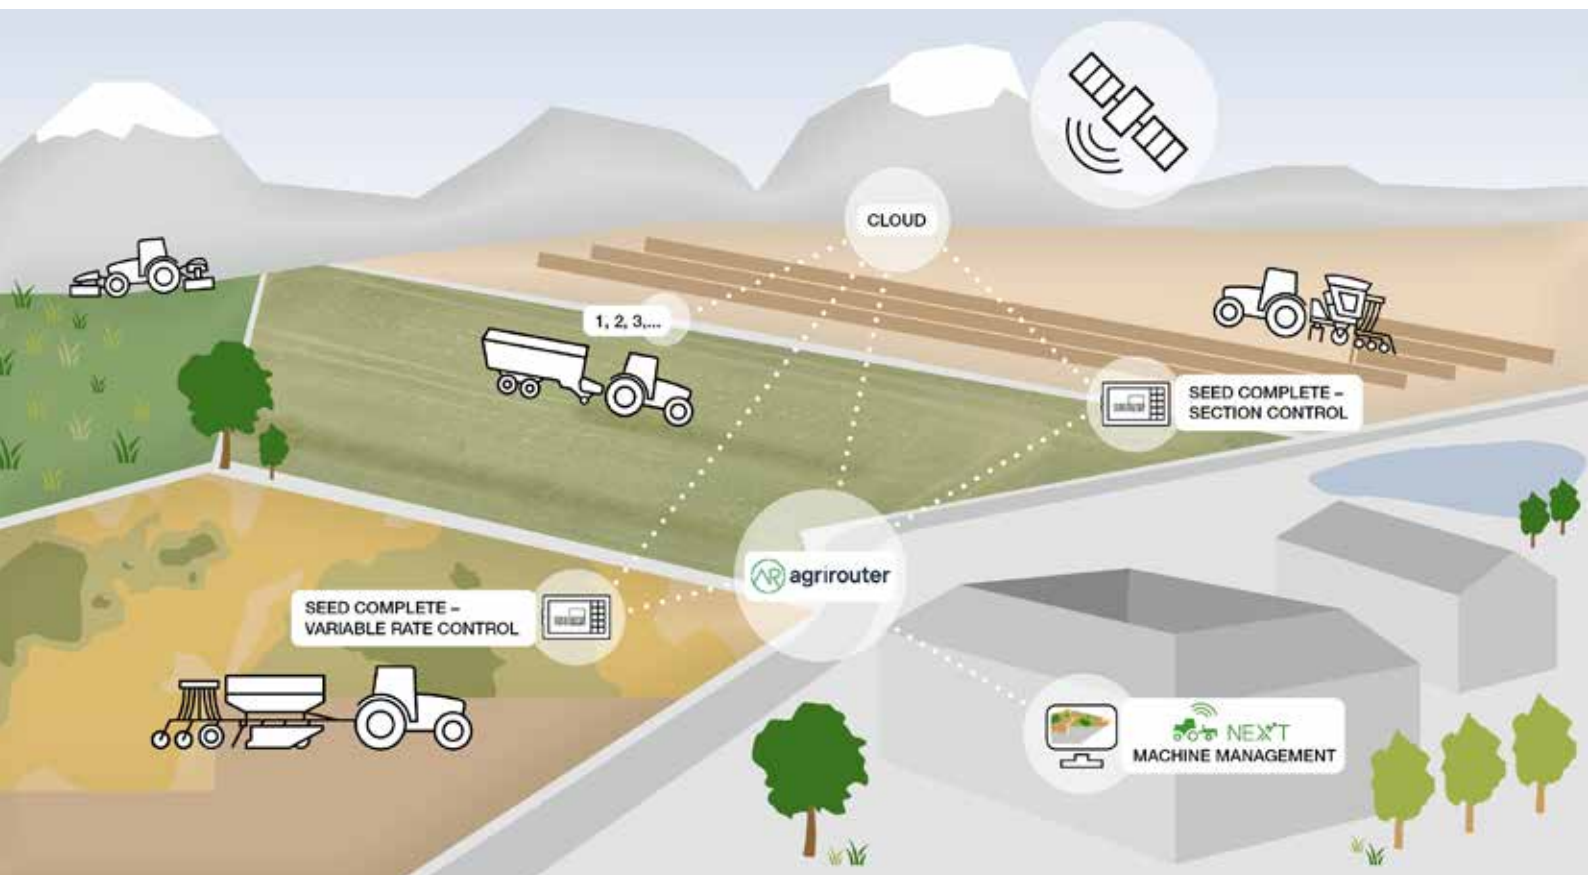 CLOUD
1, 2, 3,...
SEED COMPLETE –
SECTION CONTROL
agrirouter
SEED COMPLETE –
VARIABLE RATE CONTROL
NEXT
MACHINE MANAGEMENT